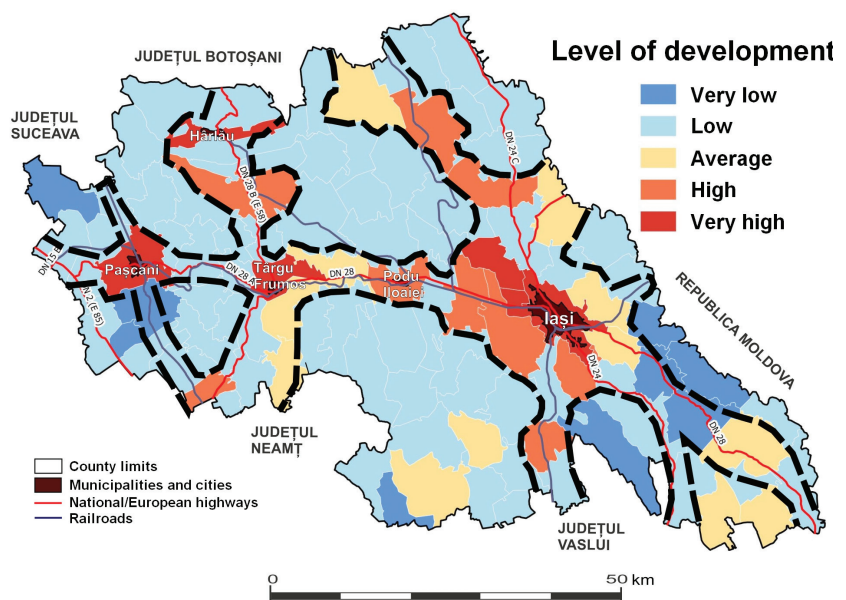 Level of development
Very low
Low
Average
High
Very high
JUDEȚUL BOTOȘANI
JUDEȚUL
SUCEAVA
Hârlău
DN 24 C
DN 28 B (E 58)
DN 15 B
Pașcani
DN 28 A
Târgu
Frumos
DN 28
Podu
Iloaiei
DN 2 (E 85)
Iași
DN 24
REPUBLICA MOLDOVA
DN 28
JUDEȚUL
NEAMȚ
JUDEȚUL
VASLUI
County limits
Municipalities and cities
National/European highways
Railroads
0 50 km